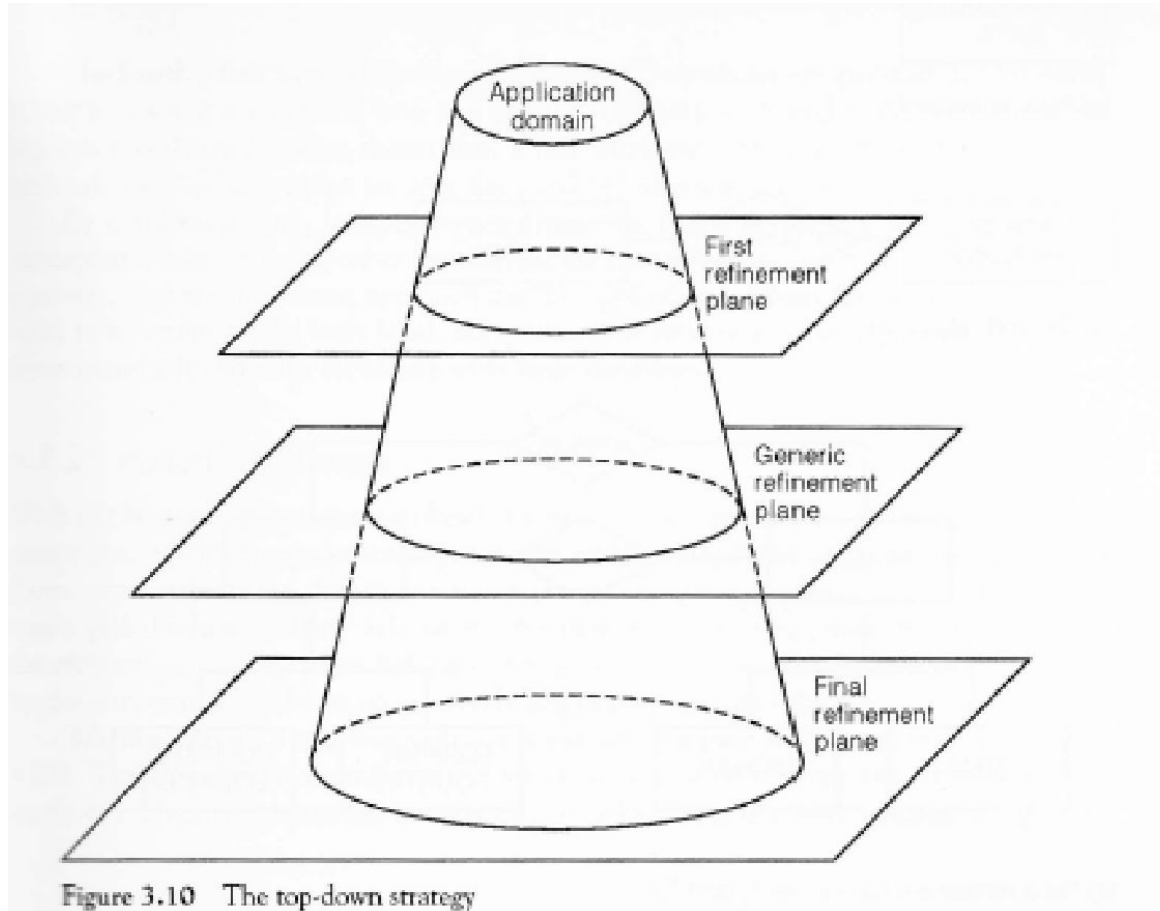 Application
domain
First
refinement
plane
Generic
refinement
plane
Final
refinement
plane
Figure 3.10 The top-down strategy